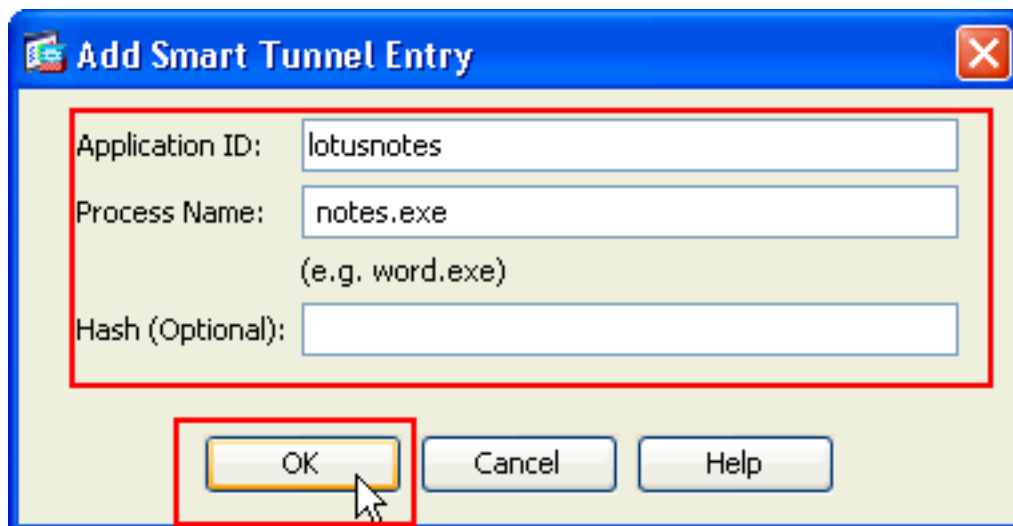 Add Smart Tunnel Entry
Application ID: lotusnotes
Process Name: notes.exe
(e.g. word.exe)
Hash (Optional):
OK Cancel Help